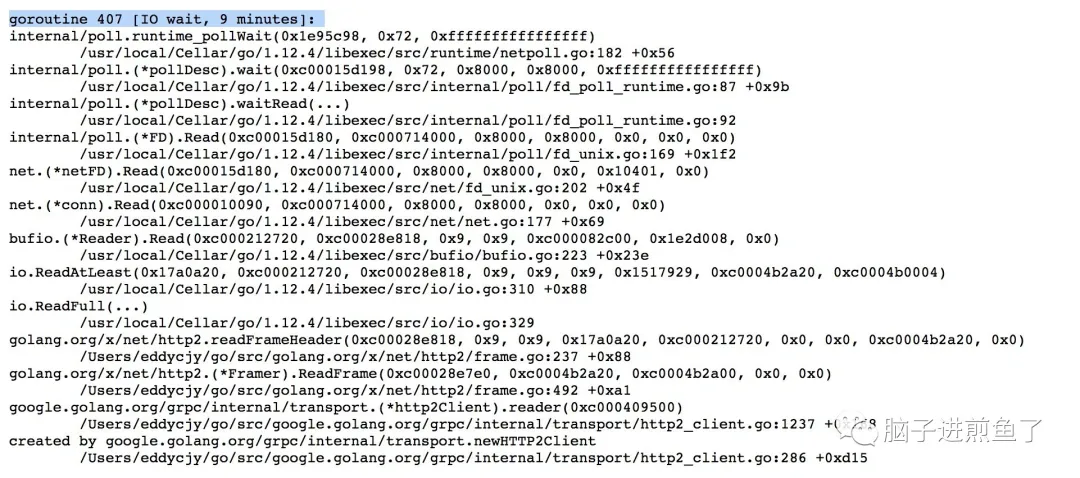 goroutine 407 [IO wait, 9 minutes]:
internal/poll.runtime_pollWait(0x1e95c98, 0x72, 0xffffffffffffffff)
/usr/local/Cellar/go/1.12.4/libexec/src/runtime/netpoll.go:182 +0x56
internal/poll.(*pollDesc).wait(0xc00015d198, 0x72, 0x8000, 0x8000, 0xffffffffffffffff)
/usr/local/Cellar/go/1.12.4/libexec/src/internal/poll/fd_poll_runtime.go:87 +0x9b
internal/poll.(*pollDesc).waitRead(...)
/usr/local/Cellar/go/1.12.4/libexec/src/internal/poll/fd_poll_runtime.go:92
internal/poll.(*FD).Read(0xc00015d180, 0xc000714000, 0x8000, 0x8000, 0x0, 0x0, 0x0)
/usr/local/Cellar/go/1.12.4/libexec/src/internal/poll/fd_unix.go:169 +0x1f2
net.(*netFD).Read(0xc00015d180, 0xc000714000, 0x8000, 0x8000, 0x0, 0x10401, 0x0)
/usr/local/Cellar/go/1.12.4/libexec/src/net/fd_unix.go:202 +0x4f
net.(*conn).Read(0xc000010090, 0xc000714000, 0x8000, 0x8000, 0x0, 0x0, 0x0)
/usr/local/Cellar/go/1.12.4/libexec/src/net/net.go:177 +0x69
bufio.(*Reader).Read(0xc000212720, 0xc00028e818, 0x9, 0x9, 0xc000082c00, 0x1e2d008, 0x0)
/usr/local/Cellar/go/1.12.4/libexec/src/bufio/bufio.go:223 +0x23e
io.ReadAtLeast(0x17a0a20, 0xc000212720, 0xc00028e818, 0x9, 0x9, 0x9, 0x1517929, 0xc0004b2a20, 0xc0004b0004)
/usr/local/Cellar/go/1.12.4/libexec/src/io/io.go:310 +0x88
io.ReadFull(...)
/usr/local/Cellar/go/1.12.4/libexec/src/io/io.go:329
golang.org/x/net/http2.readFrameHeader(0xc00028e818, 0x9, 0x9, 0x17a0a20, 0xc000212720, 0x0, 0x0, 0xc0004b2a20, 0x0)
/Users/eddycjy/go/src/golang.org/x/net/http2/frame.go:237 +0x88
golang.org/x/net/http2.(*Framer).ReadFrame(0xc00028e7e0, 0xc0004b2a20, 0xc0004b2a00, 0x0, 0x0)
/Users/eddycjy/go/src/golang.org/x/net/http2/frame.go:492 +0xa1
google.golang.org/grpc/internal/transport.(*http2Client).reader(0xc000409500)
/Users/eddycjy/go/src/google.golang.org/grpc/internal/transport/http2_client.go:1237
脑子进煎鱼了
created by google.golang.org/grpc/internal/transport.newHTTP2Client
/Users/eddycjy/go/src/google.golang.org/grpc/internal/transport/http2_client.go:286 +0xd15